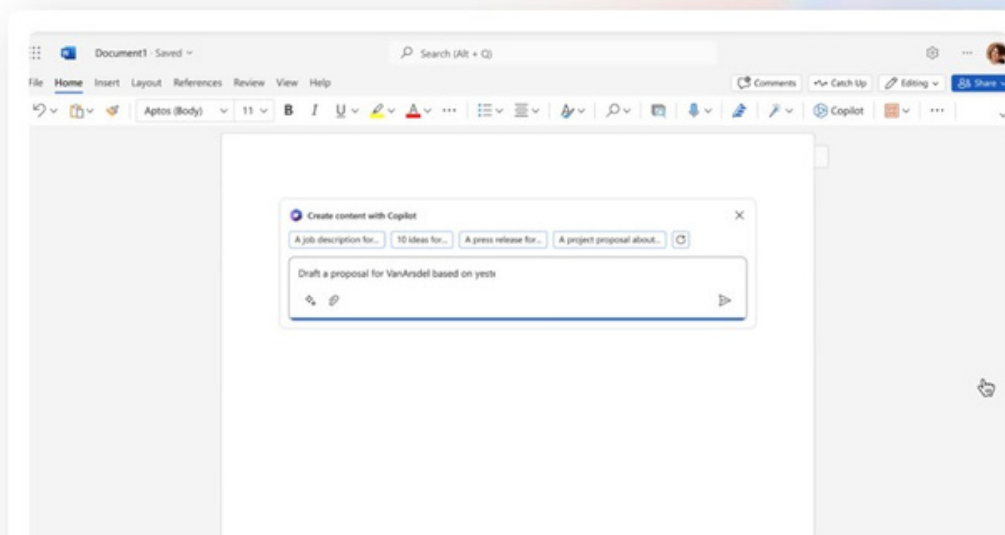 Document1 · Saved
Search (Alt + Q)
File Home Insert Layout References Review View Help
Comments Catch Up Editing Share
Aptos (Body) 11 B I U A Copilot
Create content with Copilot
A job description for... 10 ideas for... A press release for... A project proposal about...
Draft a proposal for VanArsdel based on yeste